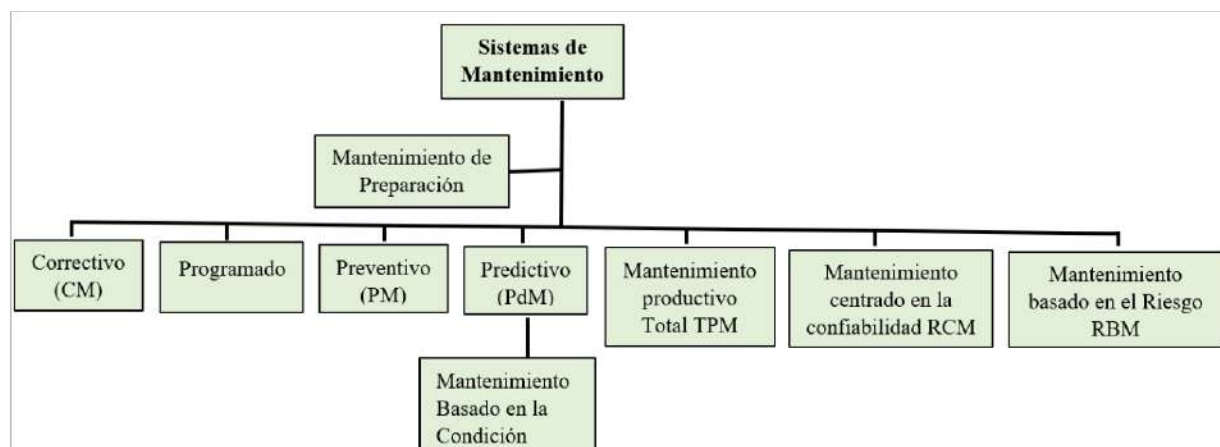 Sistemas de
Mantenimiento
Mantenimiento de
Preparación
Correctivo
(CM)
Programado
Preventivo
(PM)
Predictivo
(PdM)
Mantenimiento
productivo
Total TPM
Mantenimiento
centrado en la
confiabilidad RCM
Mantenimiento
basado en el Riesgo
RBM
Mantenimiento
Basado en la
Condición